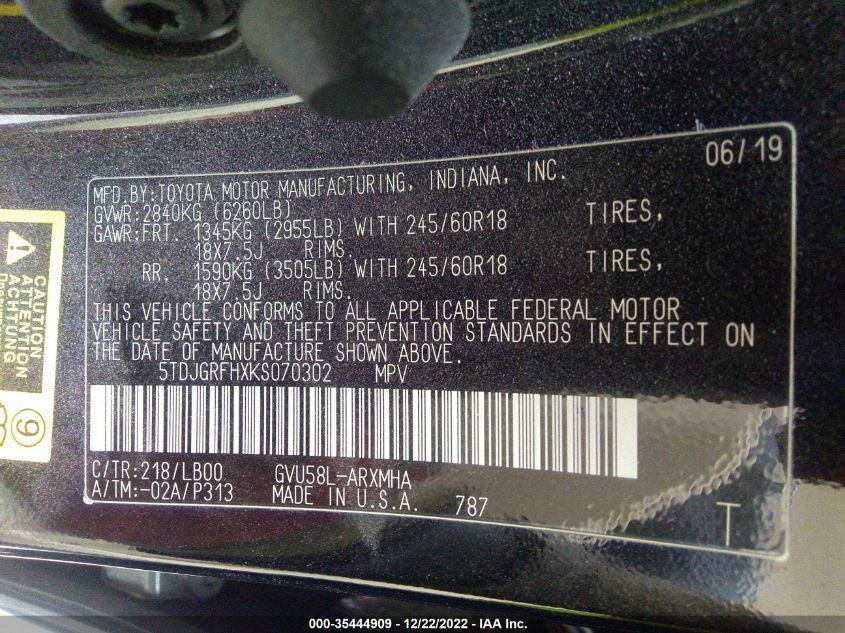 06/19
MFD.BY:TOYOTA MOTOR MANUFACTURING, INDIANA, INC.
GVWR:2840KG (6260LB)
GAWR:FRT. 1345KG (2955LB) WITH 245/60R18 TIRES,
18X7.5J RIMS.
RR. 1590KG (3505LB) WITH 245/60R18 TIRES,
18X7.5J RIMS.
THIS VEHICLE CONFORMS TO ALL APPLICABLE FEDERAL MOTOR
VEHICLE SAFETY AND THEFT PREVENTION STANDARDS IN EFFECT ON
THE DATE OF MANUFACTURE SHOWN ABOVE.
5TDJGRFHXKS070302 MPV
C/TR:218/LB00 GVU58L-ARXMHA
A/TM:-02A/P313 MADE IN U.S.A. 787
T
CAUTION
ATTENTION
ACTHUNG
9
000-35444909 - 12/22/2022 - IAA Inc.